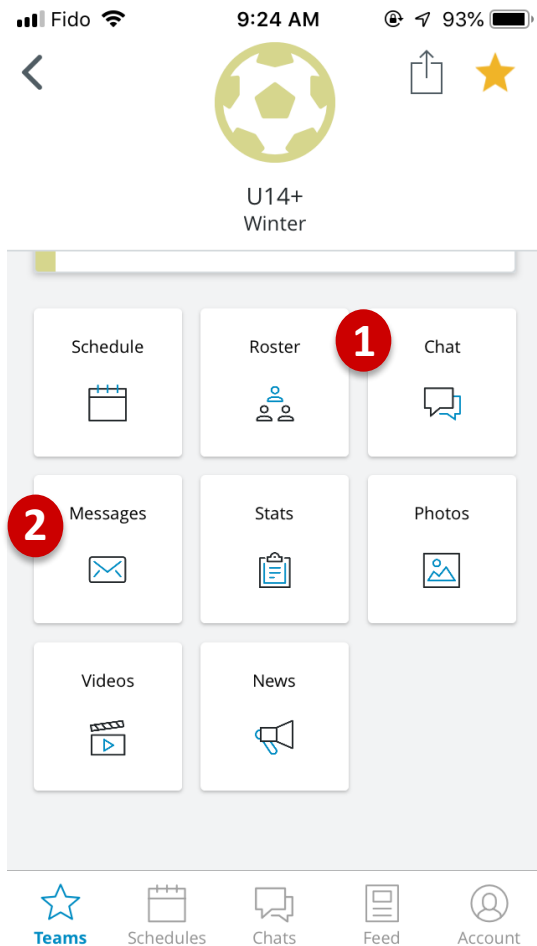 Fido 9:24 AM 93%
U14+
Winter
Schedule Roster 1 Chat
2 Messages Stats Photos
Videos News
Teams Schedules Chats Feed Account